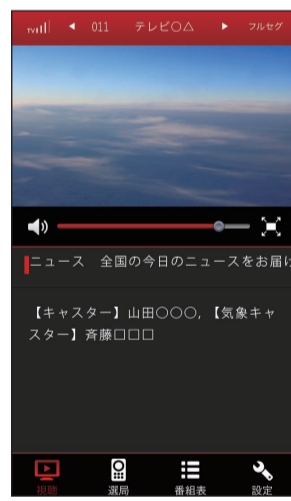 TV 011 テレビ○△ フルセグ
ニュース 全国の今日のニュースをお届け
【キャスター】山田○○○,【気象キャ
スター】斉藤□□□
視聴 選局 番組表 設定